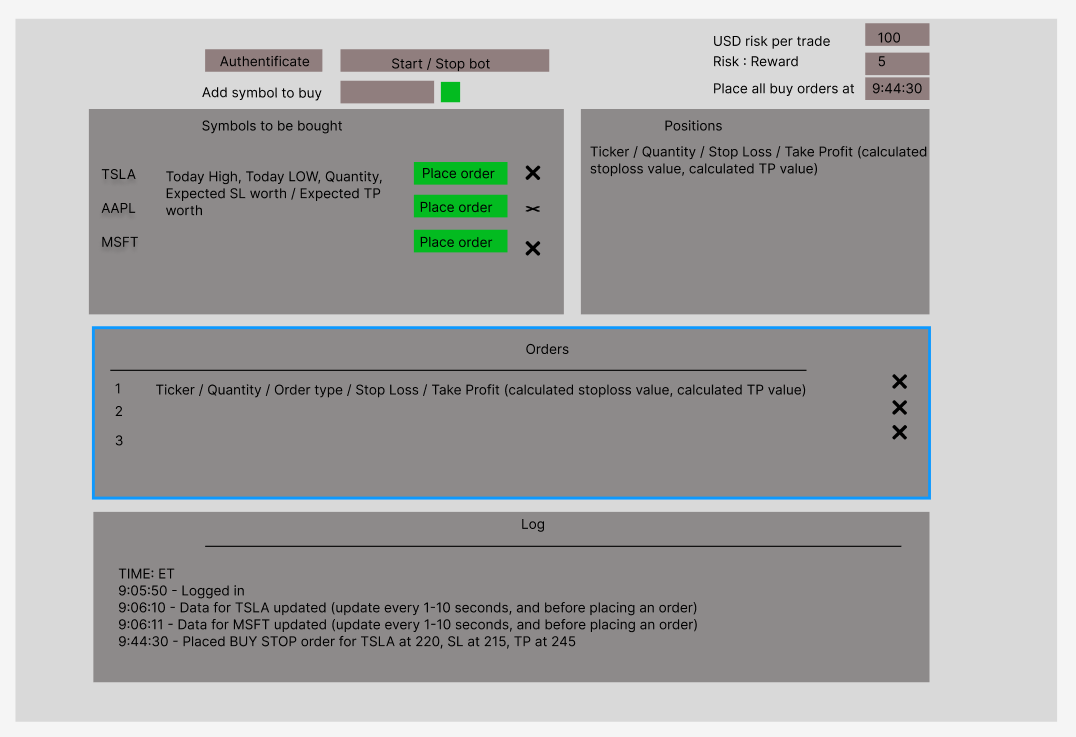 USD risk per trade 100
Authentificate Start / Stop bot Risk : Reward 5
Add symbol to buy Place all buy orders at 9:44:30
Symbols to be bought
TSLA Today High, Today LOW, Quantity, Place order
Expected SL worth / Expected TP
AAPL worth Place order
MSFT Place order
Positions
Ticker / Quantity / Stop Loss / Take Profit (calculated
stoploss value, calculated TP value)
Orders
1 Ticker / Quantity / Order type / Stop Loss / Take Profit (calculated stoploss value, calculated TP value)
2
3
Log
TIME: ET
9:05:50 - Logged in
9:06:10 - Data for TSLA updated (update every 1-10 seconds, and before placing an order)
9:06:11 - Data for MSFT updated (update every 1-10 seconds, and before placing an order)
9:44:30 - Placed BUY STOP order for TSLA at 220, SL at 215, TP at 245